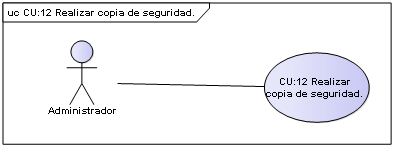 uc CU:12 Realizar copia de seguridad.
CU:12 Realizar
copia de seguridad.
Administrador